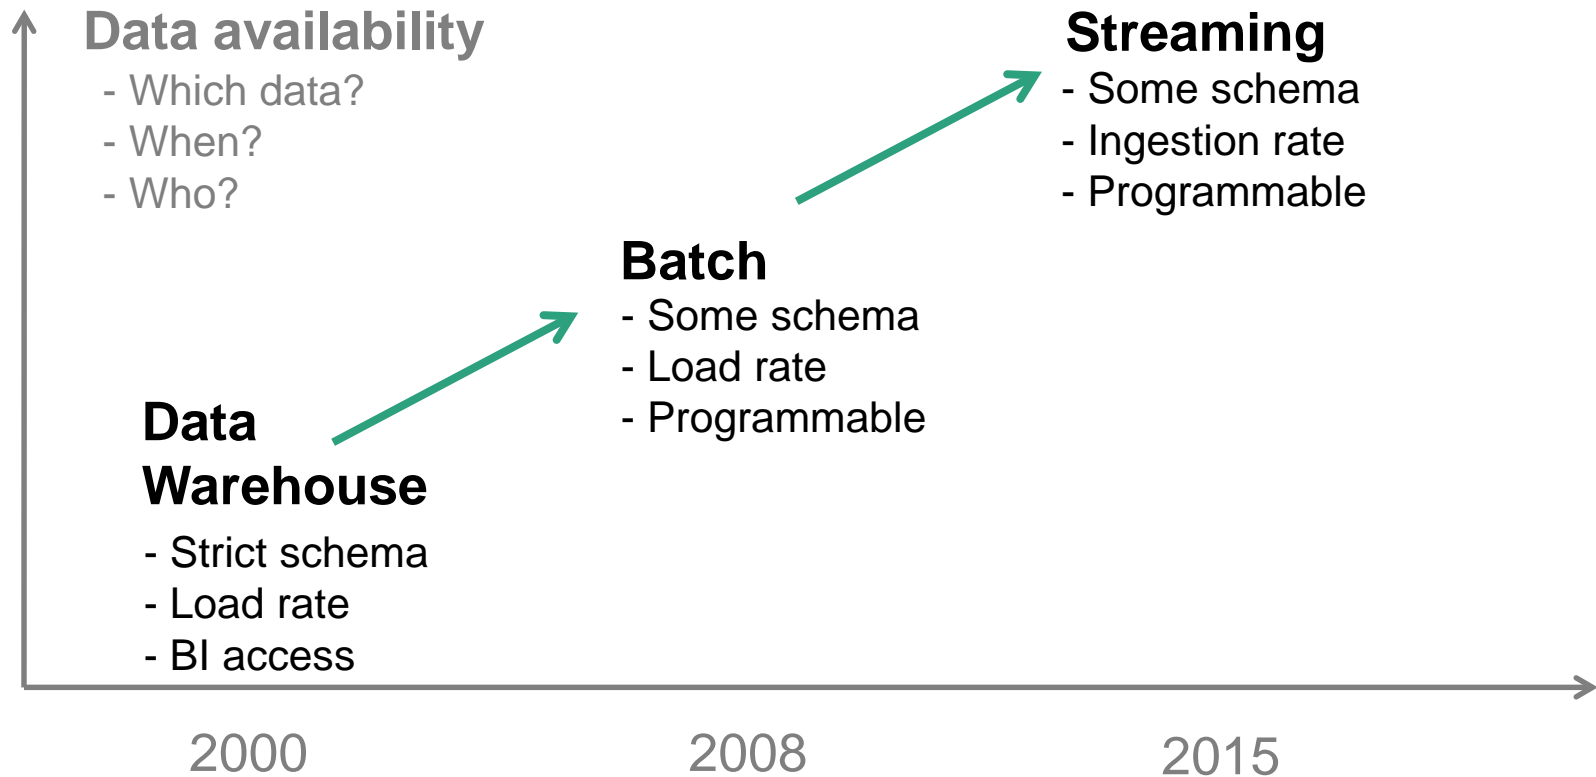 Data availability
- Which data?
- When?
- Who?
Streaming
- Some schema
- Ingestion rate
- Programmable
Batch
- Some schema
- Load rate
- Programmable
Data
Warehouse
- Strict schema
- Load rate
- BI access
2000
2008
2015